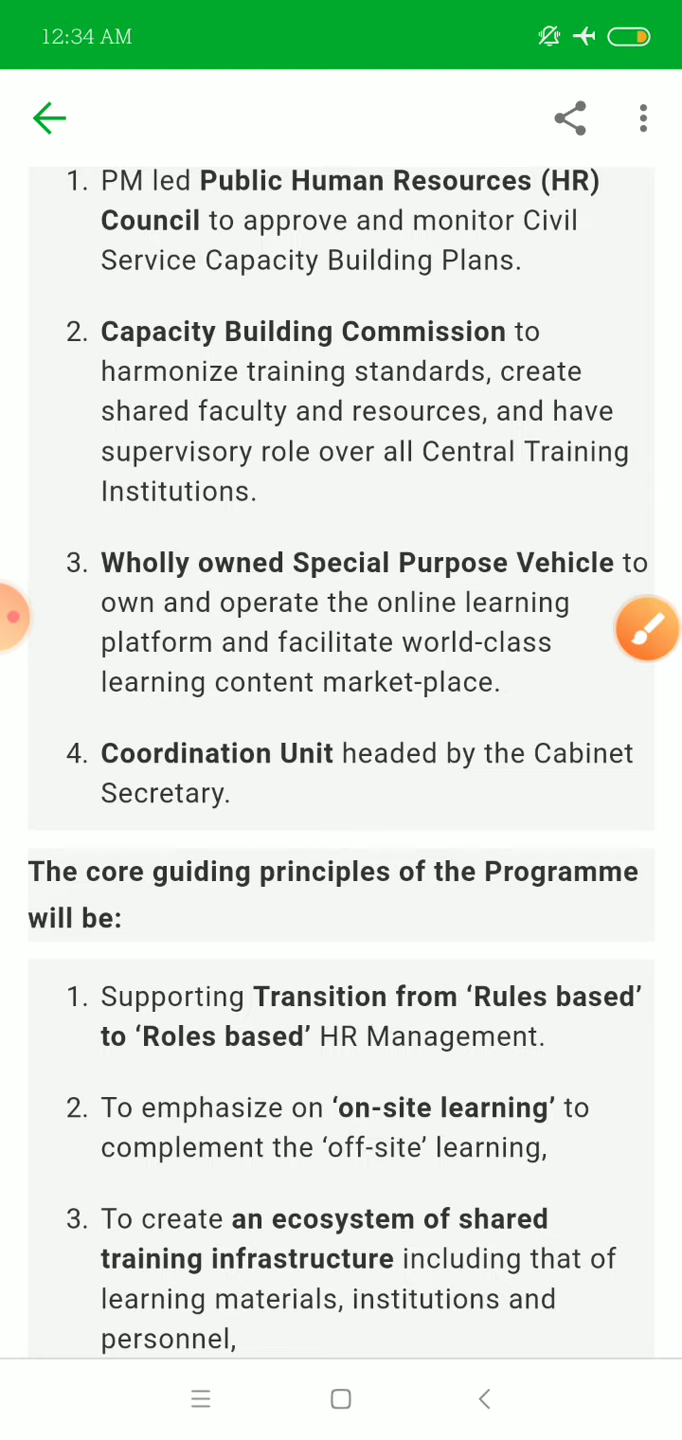 12:34 AM
1. PM led Public Human Resources (HR)
Council to approve and monitor Civil
Service Capacity Building Plans.
2. Capacity Building Commission to
harmonize training standards, create
shared faculty and resources, and have
supervisory role over all Central Training
Institutions.
3. Wholly owned Special Purpose Vehicle to
own and operate the online learning
platform and facilitate world-class
learning content market-place.
4. Coordination Unit headed by the Cabinet
Secretary.
The core guiding principles of the Programme
will be:
1. Supporting Transition from ‘Rules based’
to ‘Roles based’ HR Management.
2. To emphasize on ‘on-site learning’ to
complement the ‘off-site’ learning,
3. To create an ecosystem of shared
training infrastructure including that of
learning materials, institutions and
personnel,